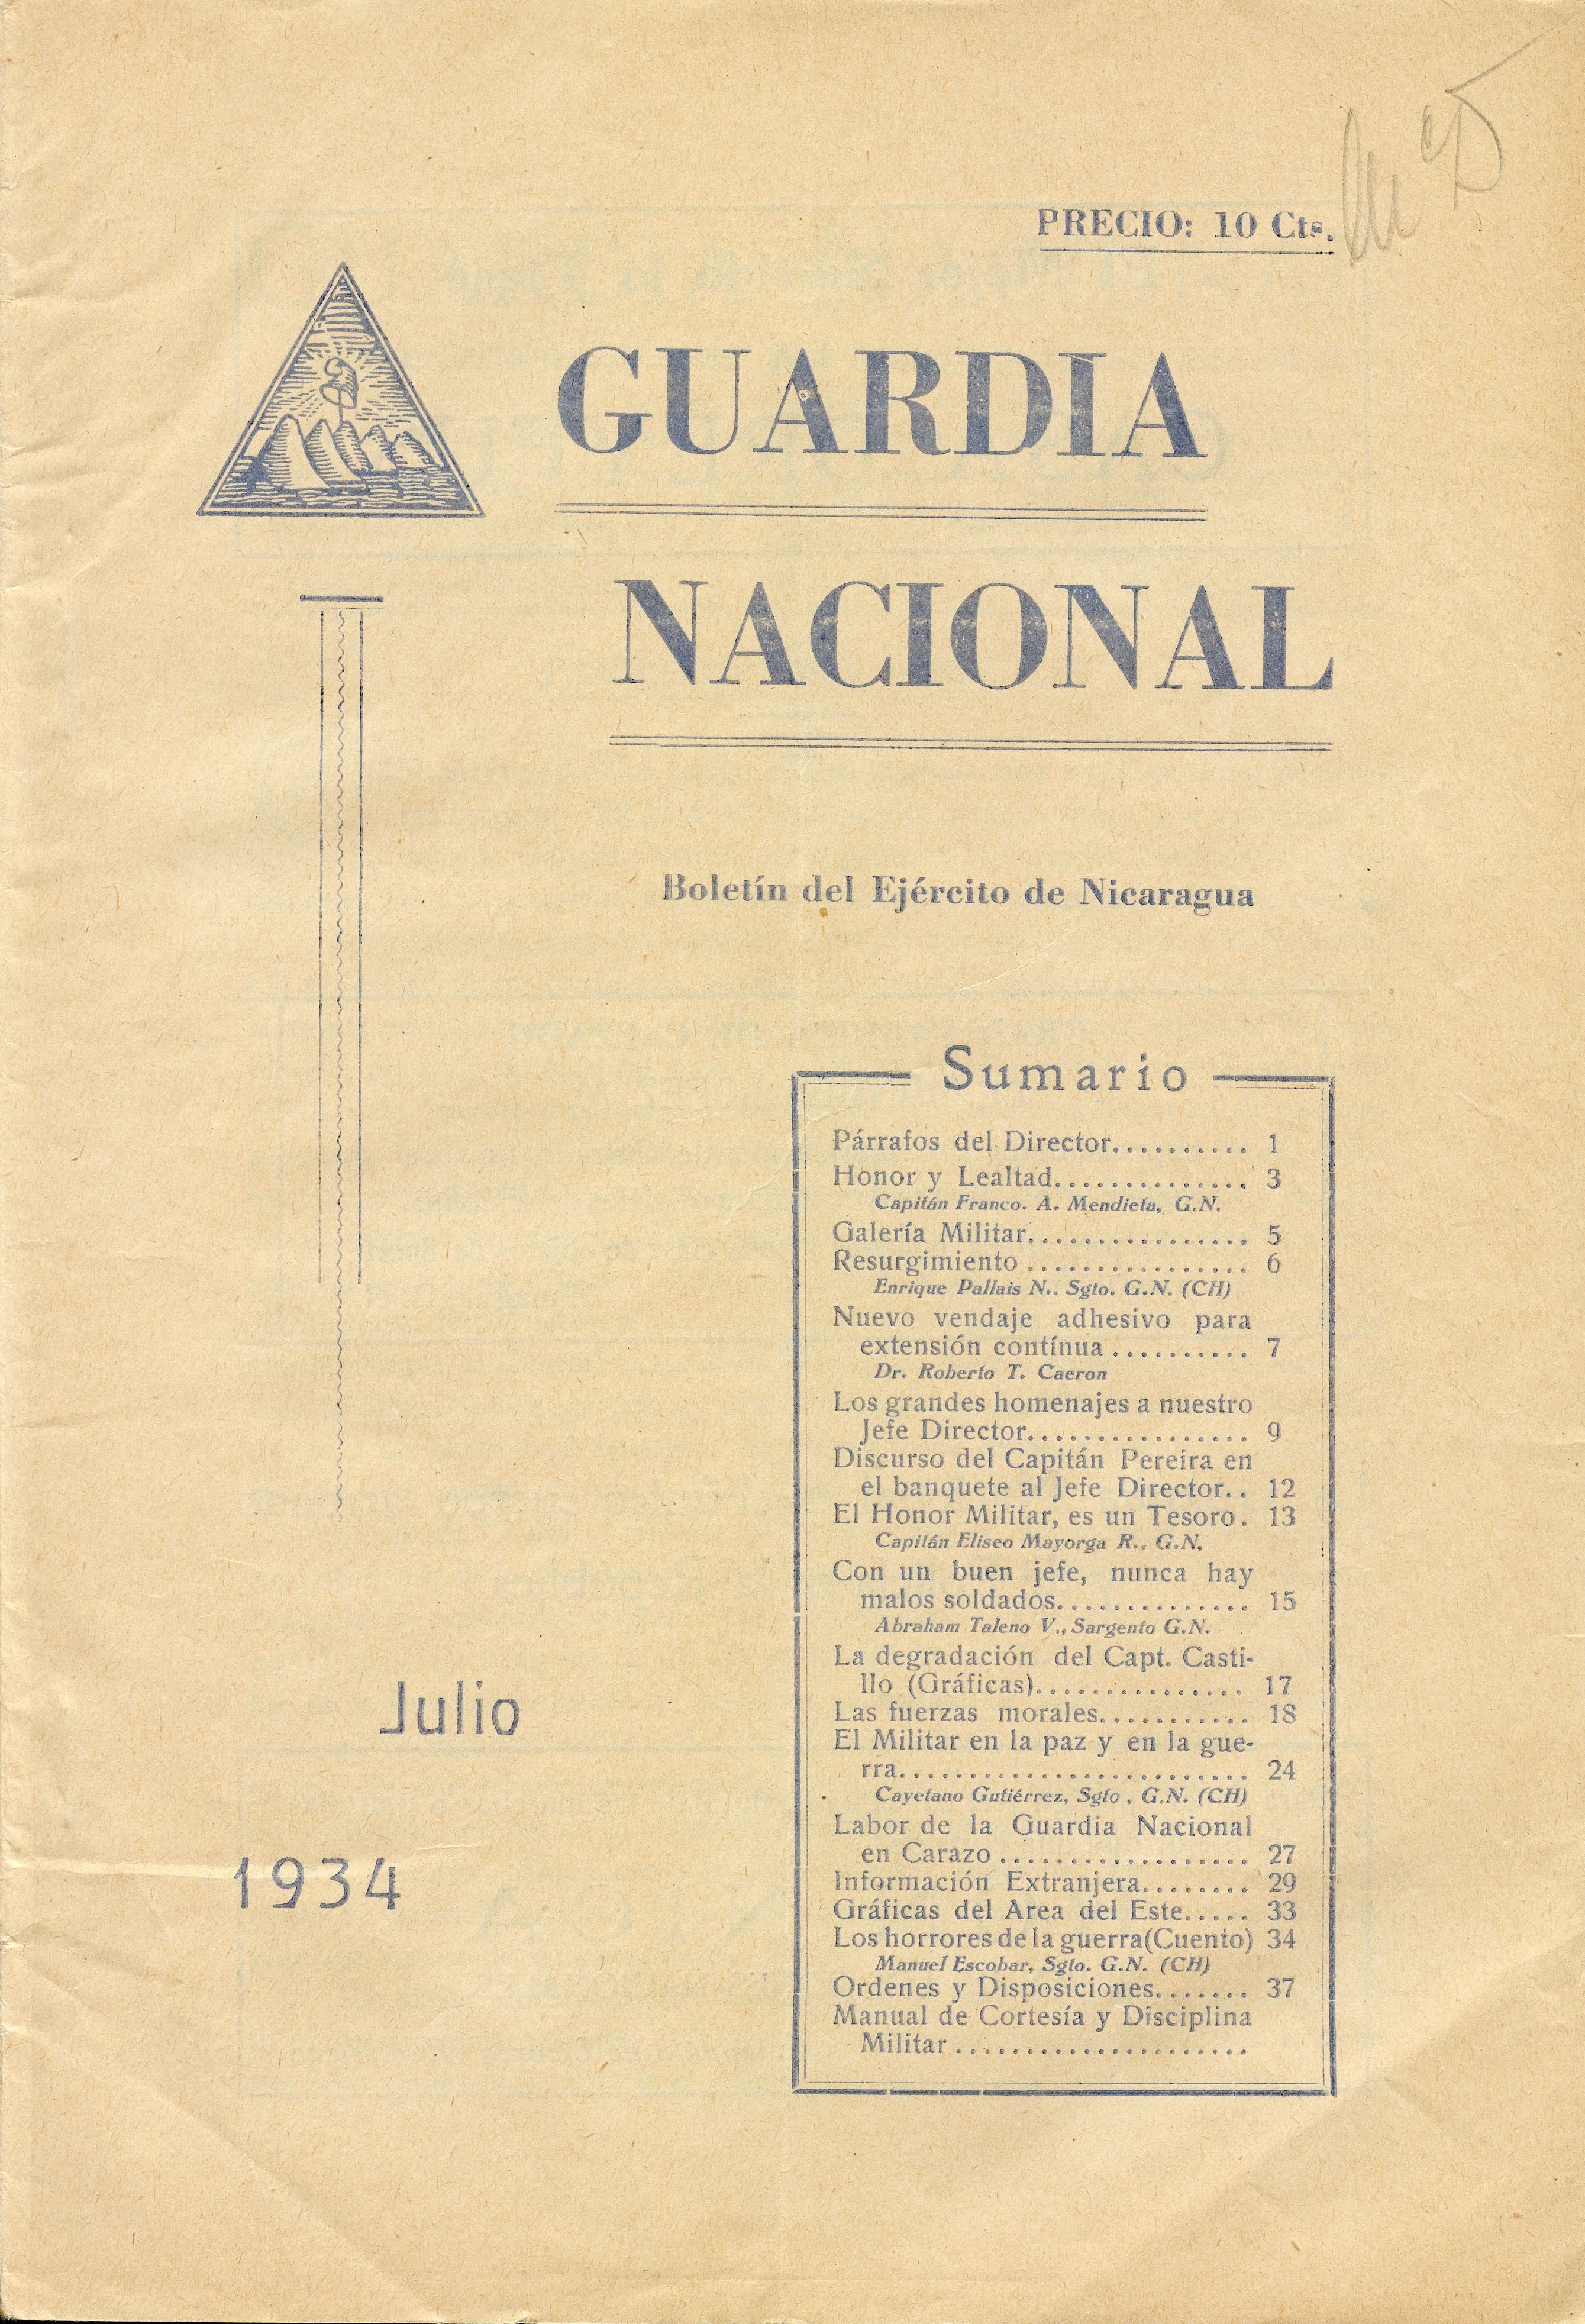 PRECIO: 10 Cts.
GUARDIA
NACIONAL
Boletín del Ejército de Nicaragua
Sumario
Párrafos del Director.......... 1
Honor y Lealtad.............. 3
Capitán Franco. A. Mendieta, G.N.
Galería Militar................ 5
Resurgimiento ................ 6
Enrique Pallais N., Sgto. G.N. (CH)
Nuevo vendaje adhesivo para
extensión contínua .......... 7
Dr. Roberto T. Caeron
Los grandes homenajes a nuestro
Jefe Director................ 9
Discurso del Capitán Pereira en
el banquete al Jefe Director.. 12
El Honor Militar, es un Tesoro. 13
Capitán Eliseo Mayorga R., G.N.
Con un buen jefe, nunca hay
malos soldados.............. 15
Abraham Taleno V., Sargento G.N.
La degradación del Capt. Casti-
llo (Gráficas)............... 17
Las fuerzas morales........... 18
El Militar en la paz y en la gue-
rra......................... 24
Cayetano Gutiérrez, Sgto. G.N. (CH)
Labor de la Guardia Nacional
en Carazo .................. 27
Información Extranjera........ 29
Gráficas del Area del Este..... 33
Los horrores de la guerra(Cuento) 34
Manuel Escobar, Sgto. G.N. (CH)
Ordenes y Disposiciones....... 37
Manual de Cortesía y Disciplina
Militar .....................
Julio
1934